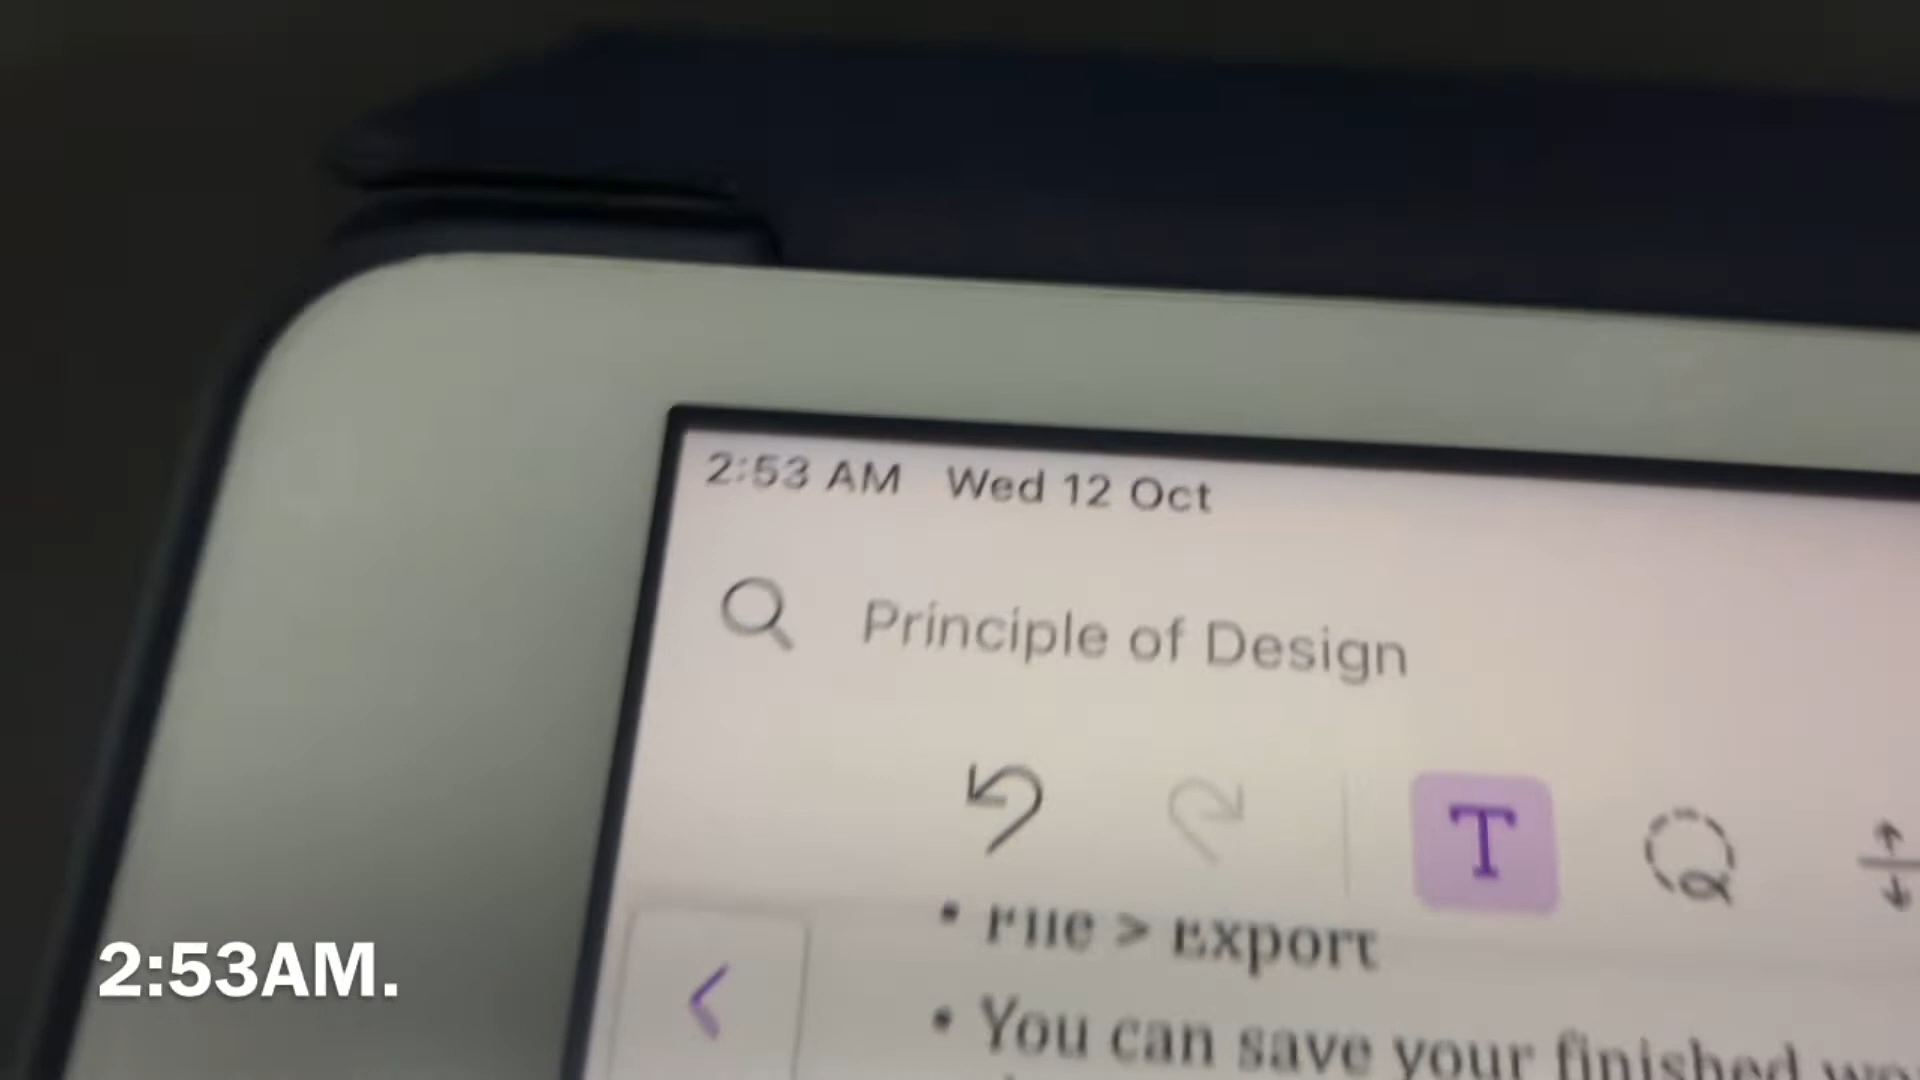 2:53 AM Wed 12 Oct
Principle of Design
T
• File > Export
• You can save your finished
2:53AM.